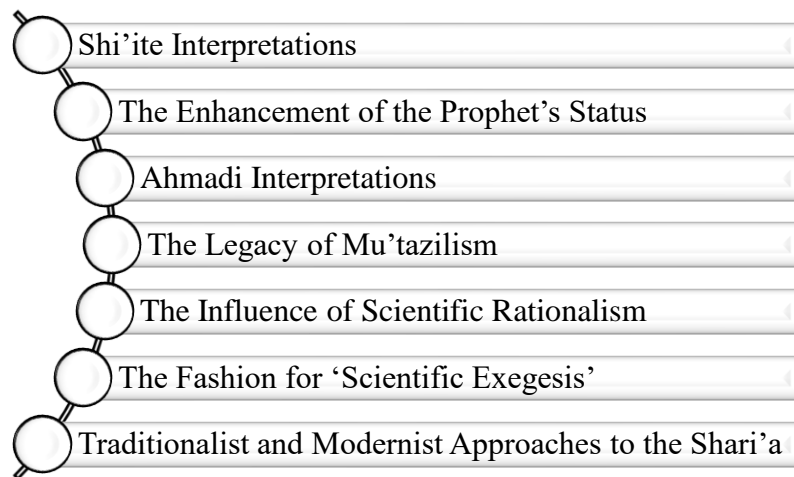 Shi’ite Interpretations
The Enhancement of the Prophet’s Status
Ahmadi Interpretations
The Legacy of Mu’tazilism
The Influence of Scientific Rationalism
The Fashion for ‘Scientific Exegesis’
Traditionalist and Modernist Approaches to the Shari’a